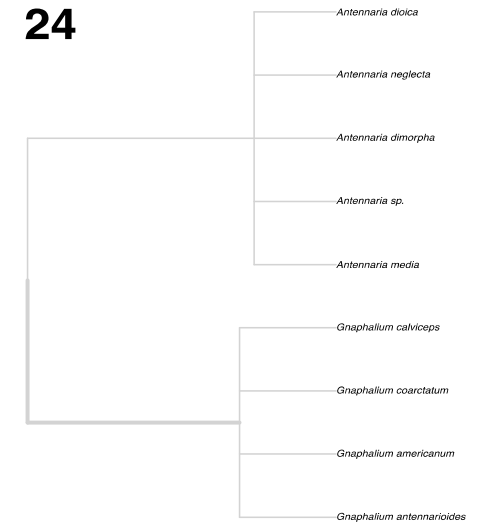 24
Antennaria dioica
Antennaria neglecta
Antennaria dimorpha
Antennaria sp.
Antennaria media
Gnaphalium calviceps
Gnaphalium coarctatum
Gnaphalium americanum
Gnaphalium antennarioides